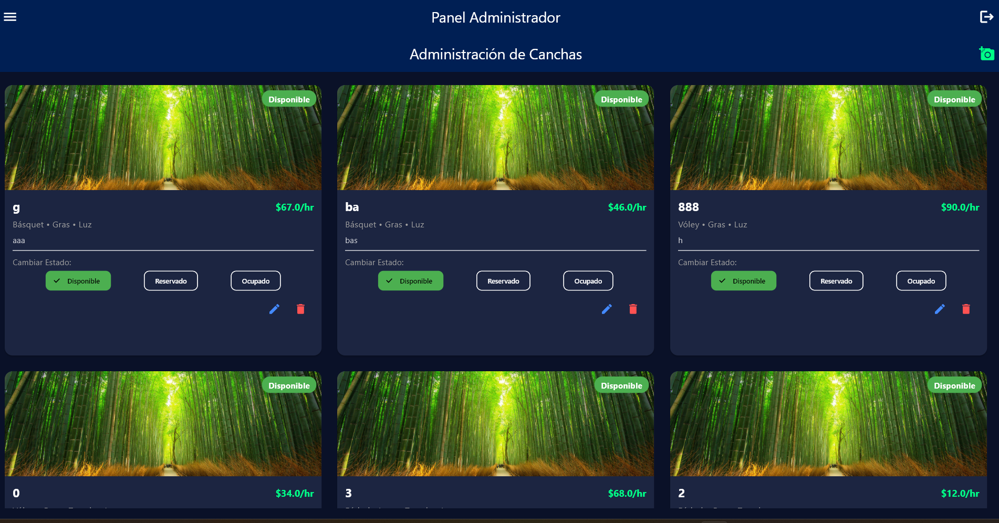 Panel Administrador
Administración de Canchas
Disponible
g $67.0/hr
Básquet • Gras • Luz
aaa
Cambiar Estado:
Disponible Reservado Ocupado
Disponible
ba $46.0/hr
Básquet • Gras • Luz
bas
Cambiar Estado:
Disponible Reservado Ocupado
Disponible
888 $90.0/hr
Vóley • Gras • Luz
h
Cambiar Estado:
Disponible Reservado Ocupado
Disponible
0 $34.0/hr
Disponible
3 $68.0/hr
Disponible
2 $12.0/hr